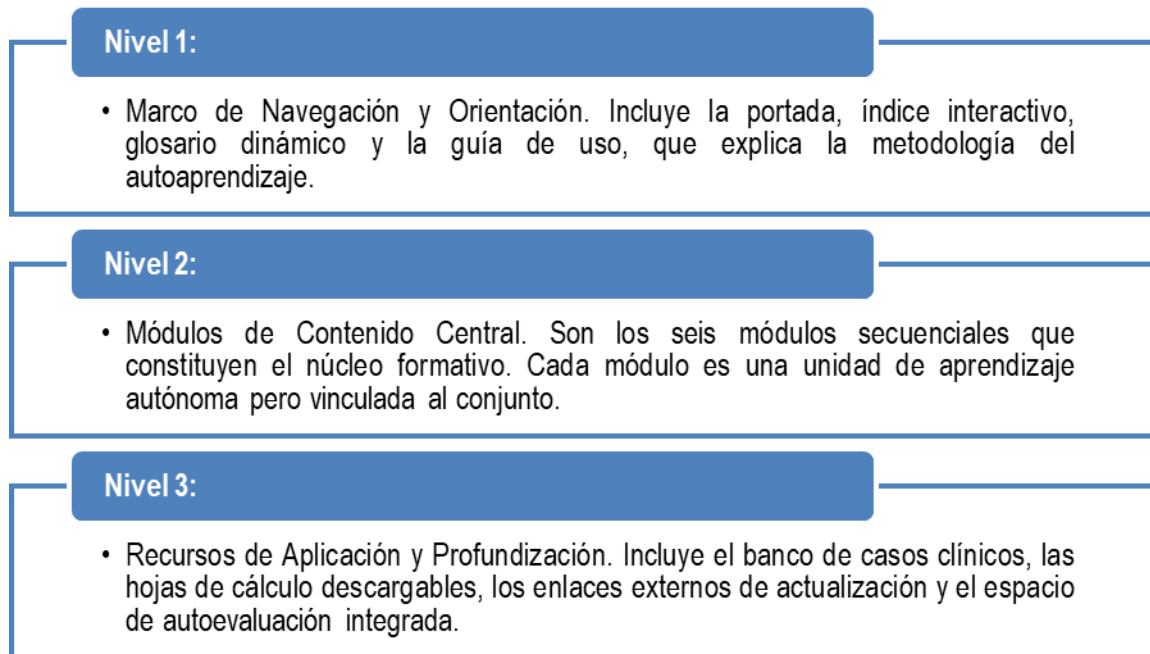 Nivel 1:
• Marco de Navegación y Orientación. Incluye la portada, índice interactivo,
glosario dinámico y la guía de uso, que explica la metodología del
autoaprendizaje.
Nivel 2:
• Módulos de Contenido Central. Son los seis módulos secuenciales que
constituyen el núcleo formativo. Cada módulo es una unidad de aprendizaje
autónoma pero vinculada al conjunto.
Nivel 3:
• Recursos de Aplicación y Profundización. Incluye el banco de casos clínicos, las
hojas de cálculo descargables, los enlaces externos de actualización y el espacio
de autoevaluación integrada.